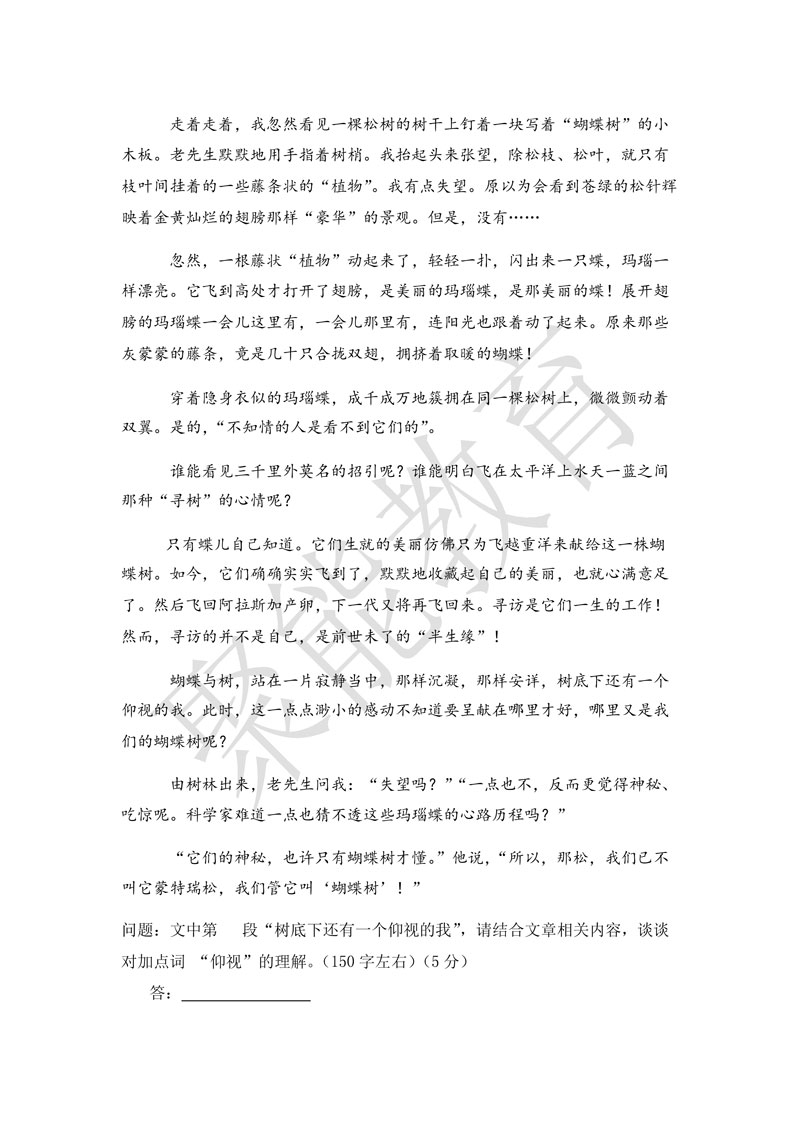 走着走着，我忽然看见一棵松树的树干上钉着一块写着“蝴蝶树”的小
木板。老先生默默地用手指着树梢。我抬起头来张望，除松枝、松叶，就只有
枝叶间挂着的一些藤条状的“植物”。我有点失望。原以为会看到苍绿的松针辉
映着金黄灿烂的翅膀那样“豪华”的景观。但是，没有……
忽然，一根藤状“植物”动起来了，轻轻一扑，闪出来一只蝶，玛瑙一
样漂亮。它飞到高处才打开了翅膀，是美丽的玛瑙蝶，是那美丽的蝶！展开翅
膀的玛瑙蝶一会儿这里有，一会儿那里有，连阳光也跟着动了起来。原来那些
灰蒙蒙的藤条，竟是几十只合拢双翅，拥挤着取暖的蝴蝶！
穿着隐身衣似的玛瑙蝶，成千成万地簇拥在同一棵松树上，微微颤动着
双翼。是的，“不知情的人是看不到它们的”。
谁能看见三千里外莫名的招引呢？谁能明白飞在太平洋上水天一蓝之间
那种“寻树”的心情呢？
只有蝶儿自己知道。它们生就的美丽仿佛只为飞越重洋来献给这一株蝴
蝶树。如今，它们确确实实飞到了，默默地收藏起自己的美丽，也就心满意足
了。然后飞回阿拉斯加产卵，下一代又将再飞回来。寻访是它们一生的工作！
然而，寻访的并不是自己，是前世未了的“半生缘”！
蝴蝶与树，站在一片寂静当中，那样沉凝，那样安详，树底下还有一个
仰视的我。此时，这一点点渺小的感动不知道要呈献在哪里才好，哪里又是我
们的蝴蝶树呢？
由树林出来，老先生问我：“失望吗？”“一点也不，反而更觉得神秘、
吃惊呢。科学家难道一点也猜不透这些玛瑙蝶的心路历程吗？”
“它们的神秘，也许只有蝴蝶树才懂。”他说，“所以，那松，我们已不
叫它蒙特瑞松，我们管它叫‘蝴蝶树’！”
问题：文中第 段“树底下还有一个仰视的我”，请结合文章相关内容，谈谈
对加点词 “仰视”的理解。（150 字左右）（5 分）
答：
聚能教育